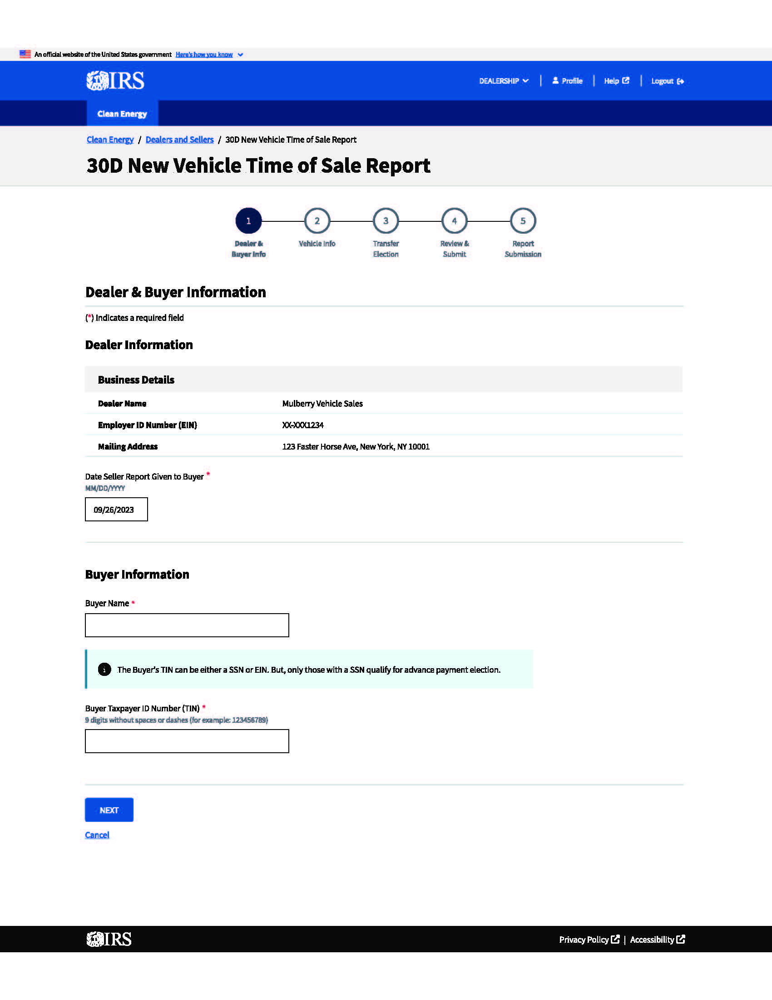 An official website of the United States government Here's how you know
IRS
DEALERSHIP | Profile | Help | Logout
Clean Energy
Clean Energy / Dealers and Sellers / 30D New Vehicle Time of Sale Report
30D New Vehicle Time of Sale Report
1 2 3 4 5
Dealer & Vehicle Info Transfer Review & Report
Buyer Info Election Submit Submission
Dealer & Buyer Information
(*) Indicates a required field
Dealer Information
Business Details
Dealer Name Mulberry Vehicle Sales
Employer ID Number (EIN) XX-XXX1234
Mailing Address 123 Faster Horse Ave, New York, NY 10001
Date Seller Report Given to Buyer *
MM/DD/YYYY
09/26/2023
Buyer Information
Buyer Name *
i The Buyer's TIN can be either a SSN or EIN. But, only those with a SSN qualify for advance payment election.
Buyer Taxpayer ID Number (TIN) *
9 digits without spaces or dashes (for example: 123456789)
NEXT
Cancel
IRS
Privacy Policy | Accessibility